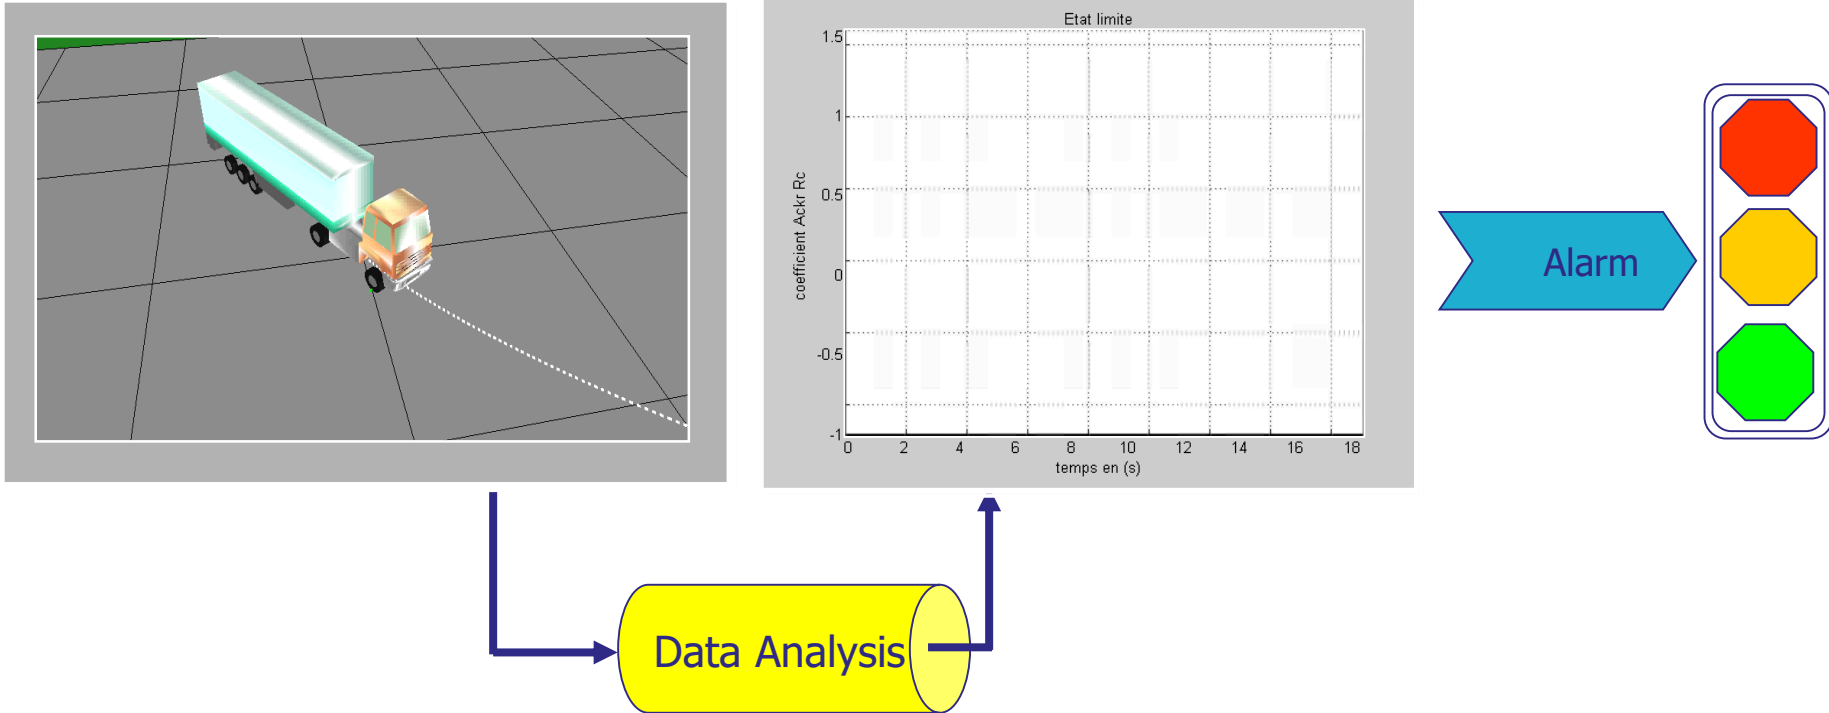 Etat limite
1.5
1
0.5
0
-0.5
-1
coefficient Ackr Rc
0 2 4 6 8 10 12 14 16 18
temps en (s)
Alarm
Data Analysis